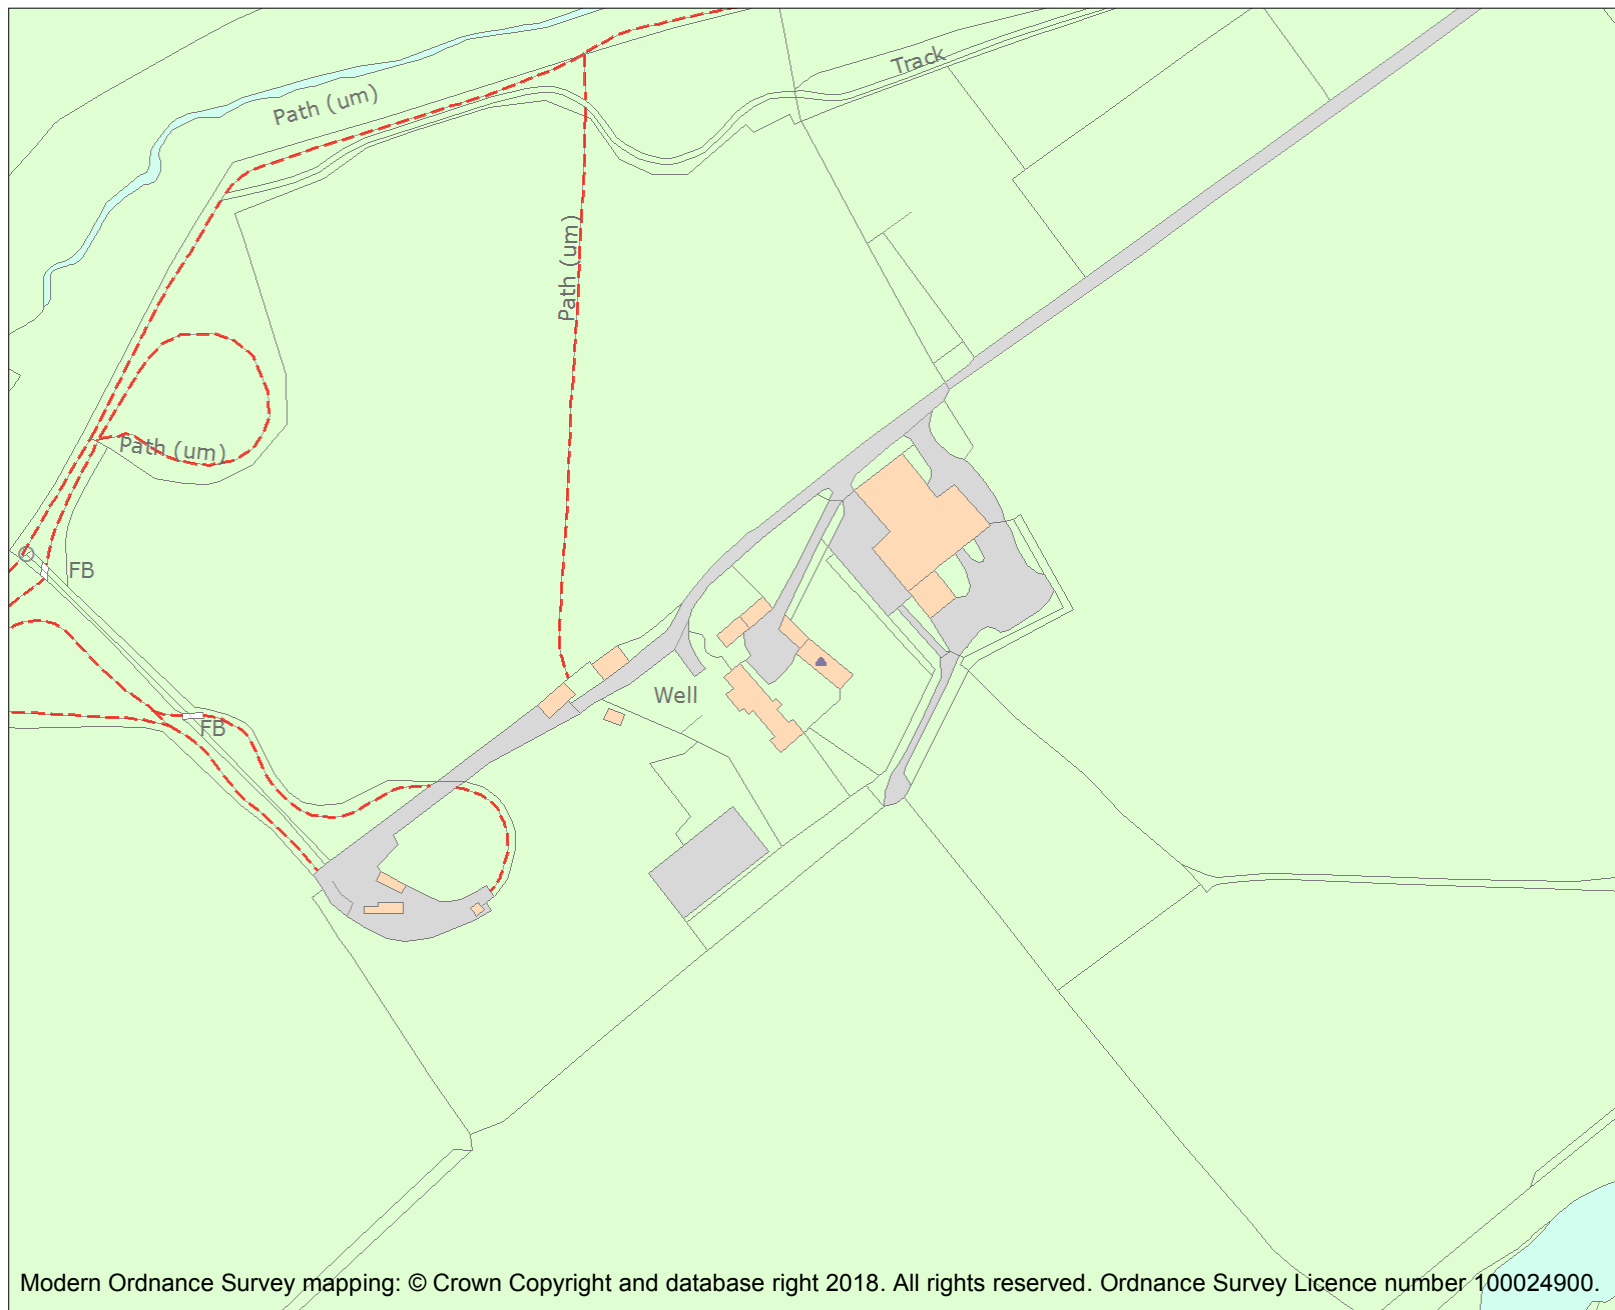 Track
Path (um)
Path (um)
Path (um)
FB
Well
FB
Modern Ordnance Survey mapping: © Crown Copyright and database right 2018. All rights reserved. Ordnance Survey Licence number 100024900.